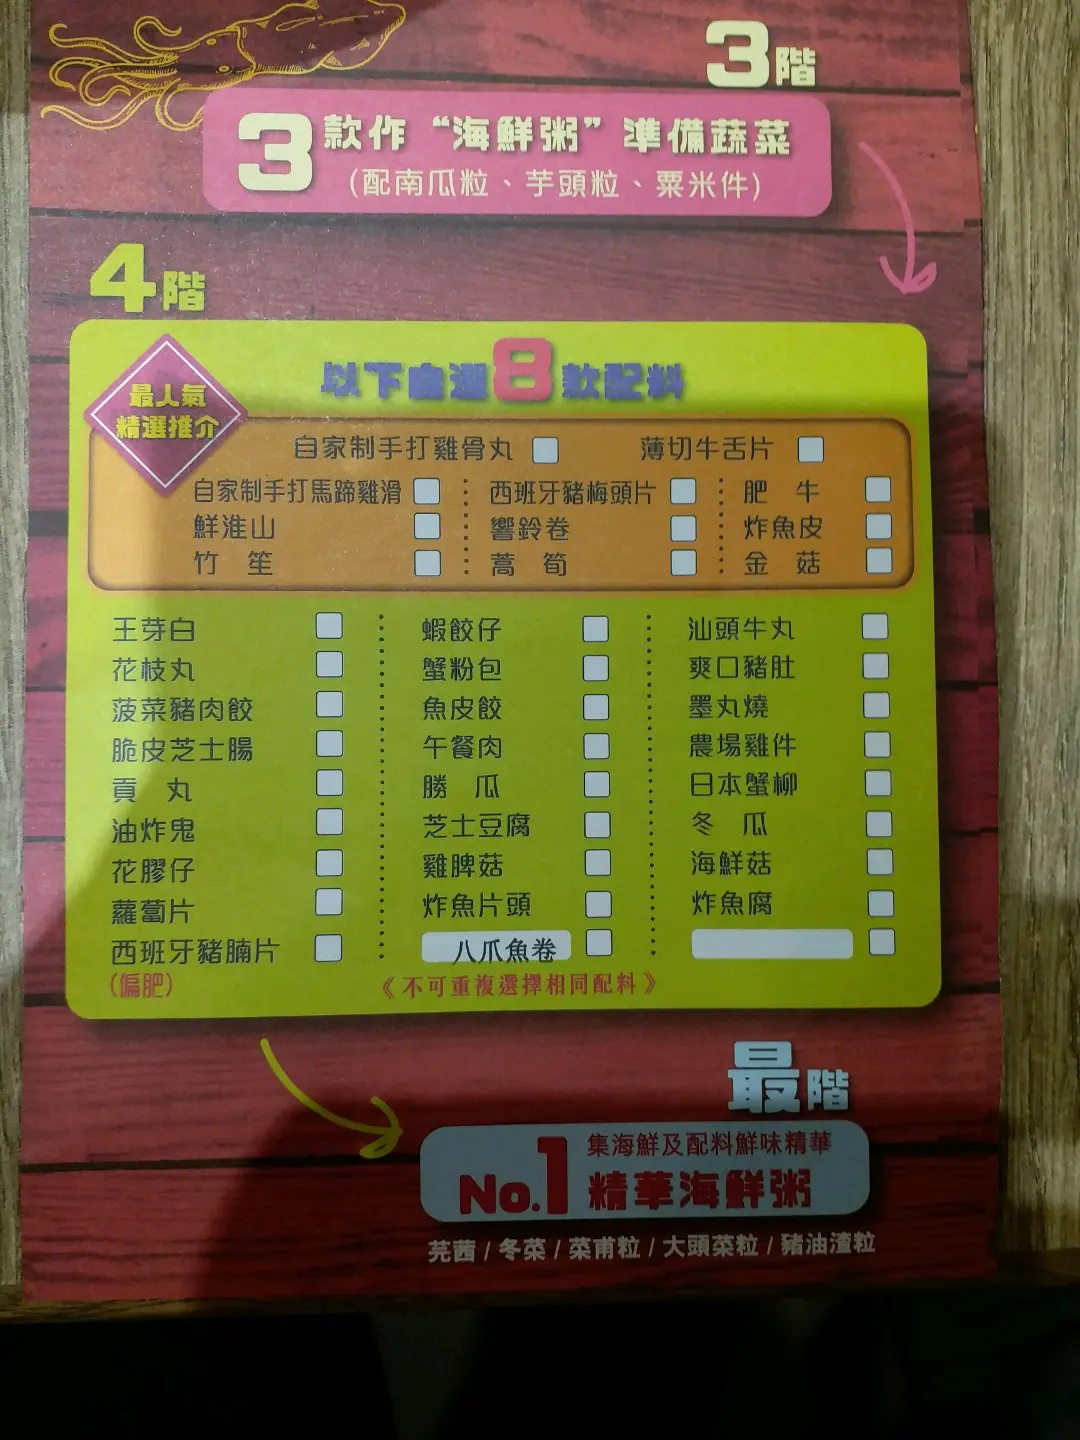 3階
3款作“海鮮粥”準備蔬菜
(配南瓜粒、芋頭粒、粟米件)
4階
最人氣
精選推介
以下自選8款配料
自家制手打雞骨丸 薄切牛舌片
自家制手打馬蹄雞滑 西班牙豬梅頭片 肥 牛
鮮淮山 響鈴卷 炸魚皮
竹 笙 蒿 筍 金 菇
王芽白 蝦餃仔 汕頭牛丸
花枝丸 蟹粉包 爽口豬肚
菠菜豬肉餃 魚皮餃 墨丸燒
脆皮芝士腸 午餐肉 農場雞件
貢 丸 勝 瓜 日本蟹柳
油炸鬼 芝士豆腐 冬 瓜
花膠仔 雞脾菇 海鮮菇
蘿蔔片 炸魚片頭 炸魚腐
西班牙豬腩片 八爪魚卷
(偏肥) 《不可重複選擇相同配料》
最階
集海鮮及配料鮮味精華
No.1 精華海鮮粥
芫茜 / 冬菜 / 菜甫粒 / 大頭菜粒 / 豬油渣粒